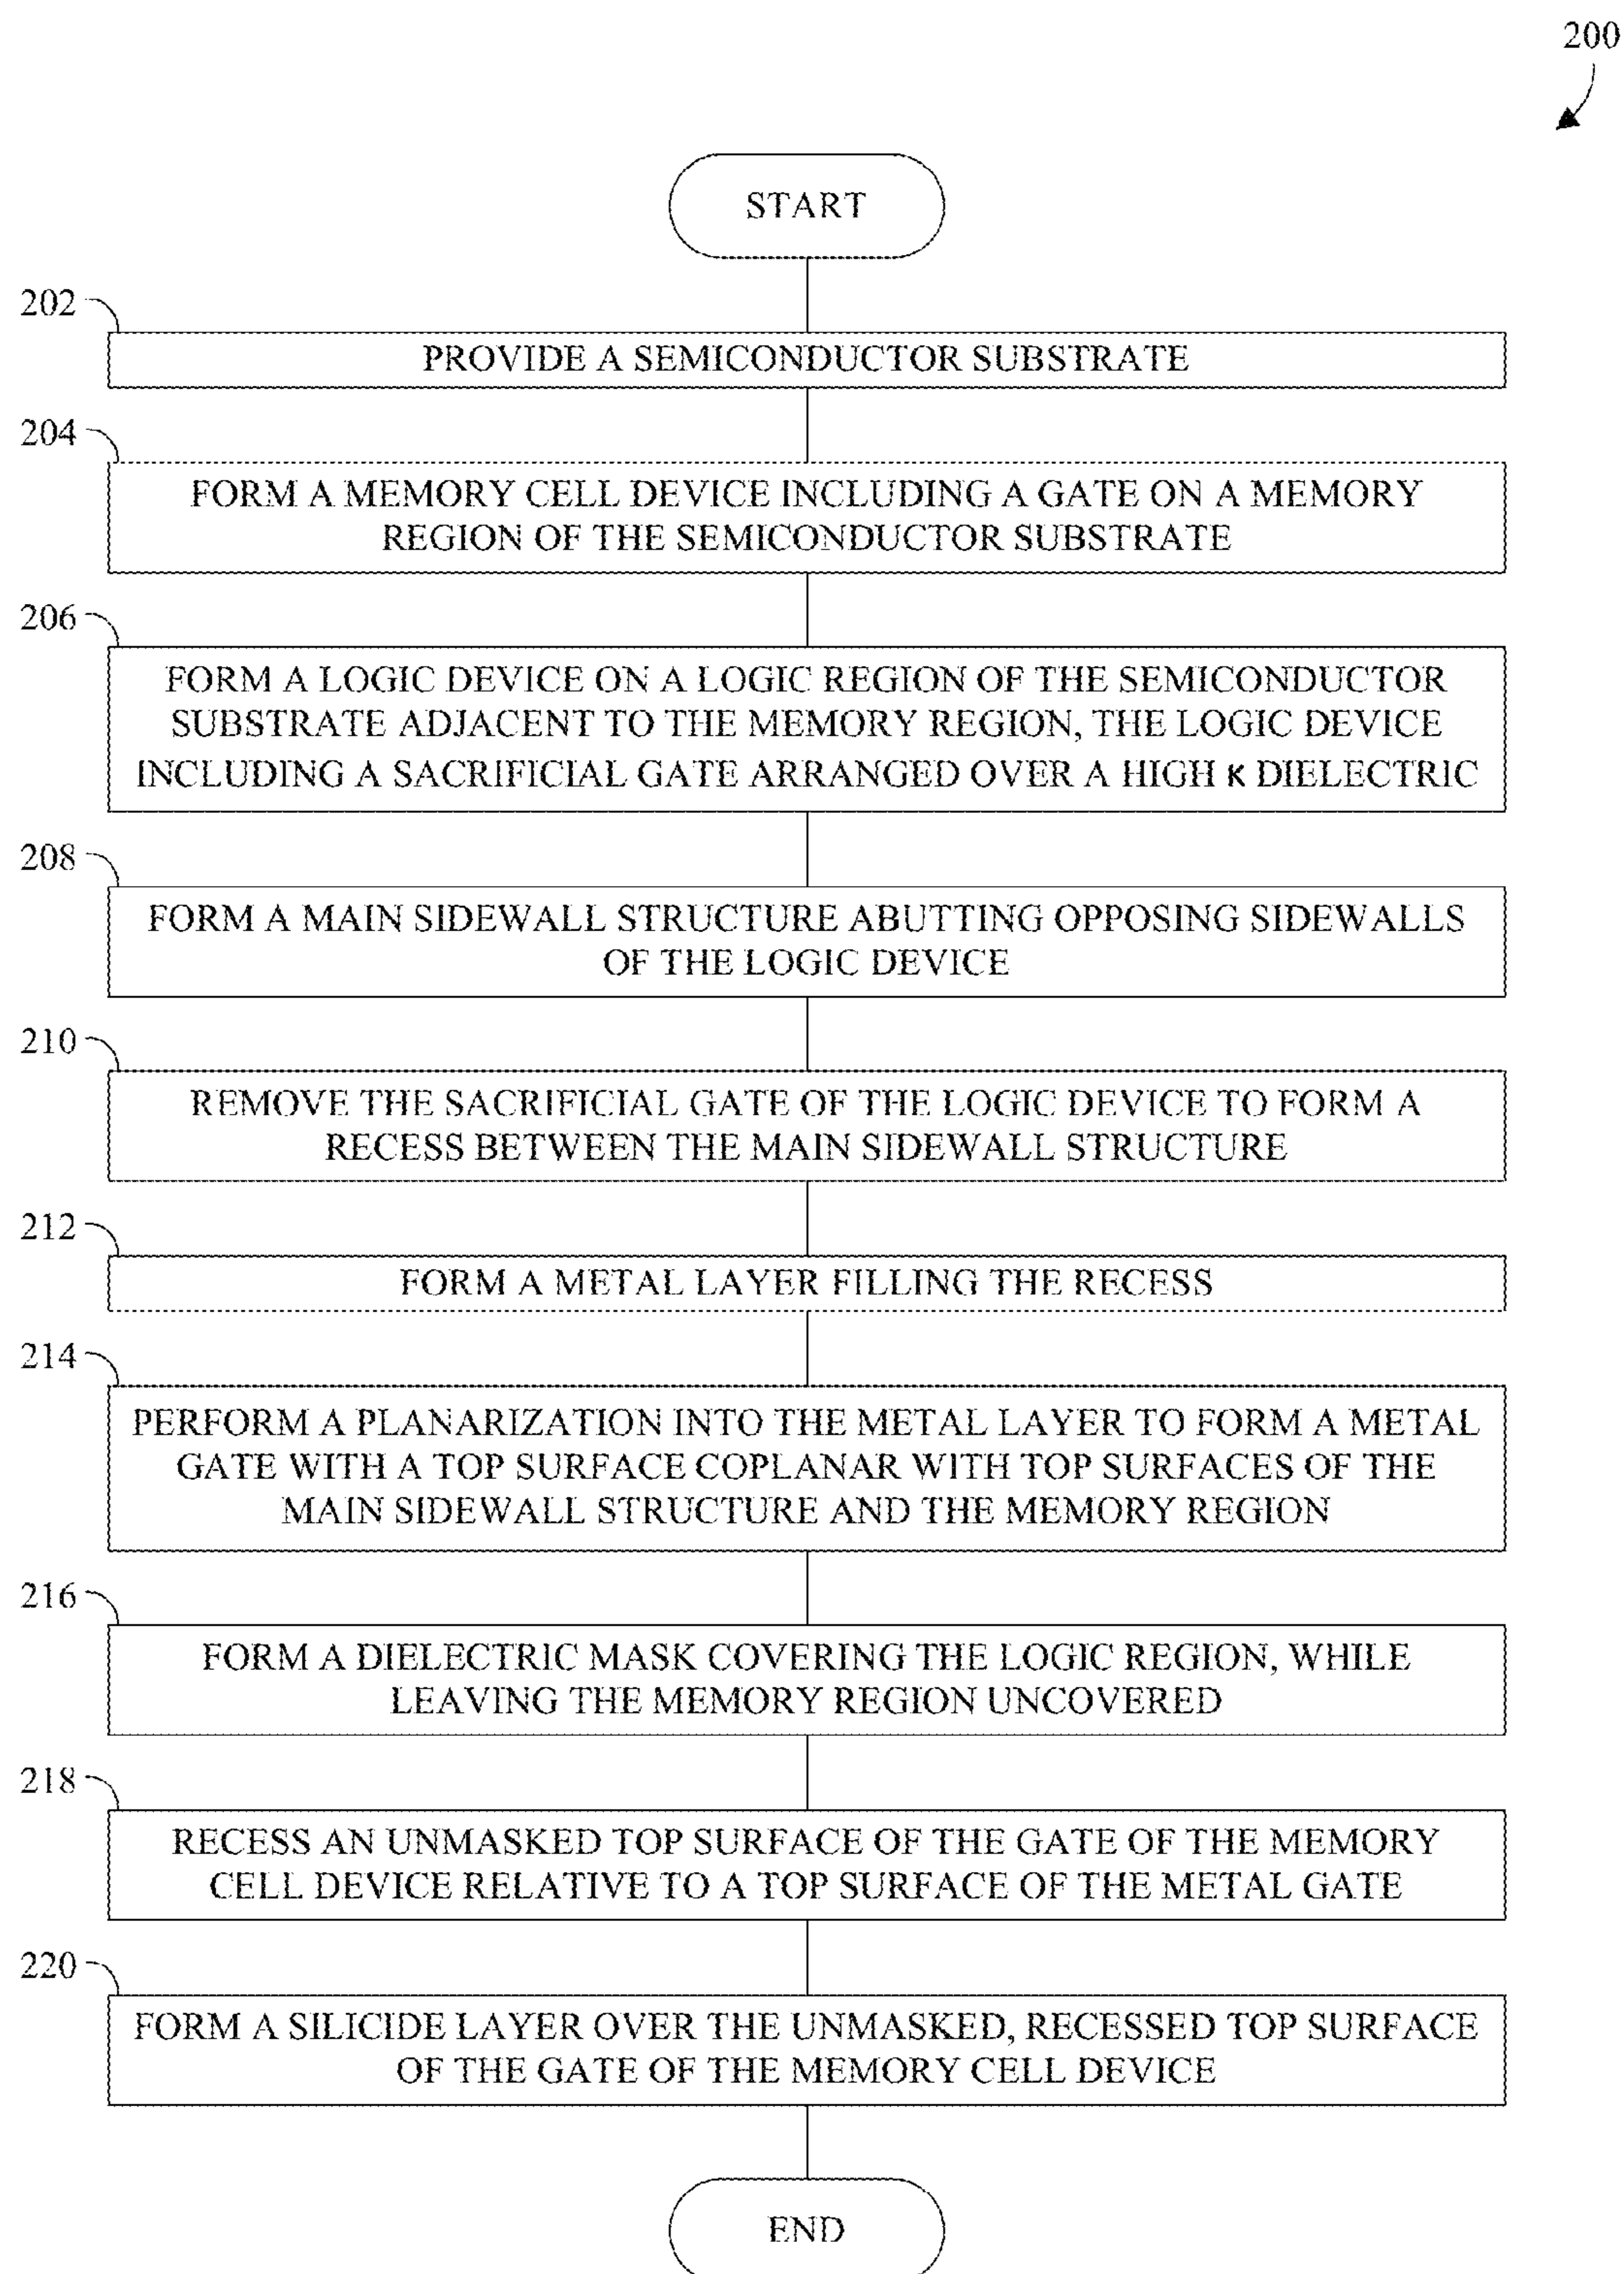 200
START
202
PROVIDE A SEMICONDUCTOR SUBSTRATE
204
FORM A MEMORY CELL DEVICE INCLUDING A GATE ON A MEMORY
REGION OF THE SEMICONDUCTOR SUBSTRATE
206
FORM A LOGIC DEVICE ON A LOGIC REGION OF THE SEMICONDUCTOR
SUBSTRATE ADJACENT TO THE MEMORY REGION, THE LOGIC DEVICE
INCLUDING A SACRIFICIAL GATE ARRANGED OVER A HIGH κ DIELECTRIC
208
FORM A MAIN SIDEWALL STRUCTURE ABUTTING OPPOSING SIDEWALLS
OF THE LOGIC DEVICE
210
REMOVE THE SACRIFICIAL GATE OF THE LOGIC DEVICE TO FORM A
RECESS BETWEEN THE MAIN SIDEWALL STRUCTURE
212
FORM A METAL LAYER FILLING THE RECESS
214
PERFORM A PLANARIZATION INTO THE METAL LAYER TO FORM A METAL
GATE WITH A TOP SURFACE COPLANAR WITH TOP SURFACES OF THE
MAIN SIDEWALL STRUCTURE AND THE MEMORY REGION
216
FORM A DIELECTRIC MASK COVERING THE LOGIC REGION, WHILE
LEAVING THE MEMORY REGION UNCOVERED
218
RECESS AN UNMASKED TOP SURFACE OF THE GATE OF THE MEMORY
CELL DEVICE RELATIVE TO A TOP SURFACE OF THE METAL GATE
220
FORM A SILICIDE LAYER OVER THE UNMASKED, RECESSED TOP SURFACE
OF THE GATE OF THE MEMORY CELL DEVICE
END